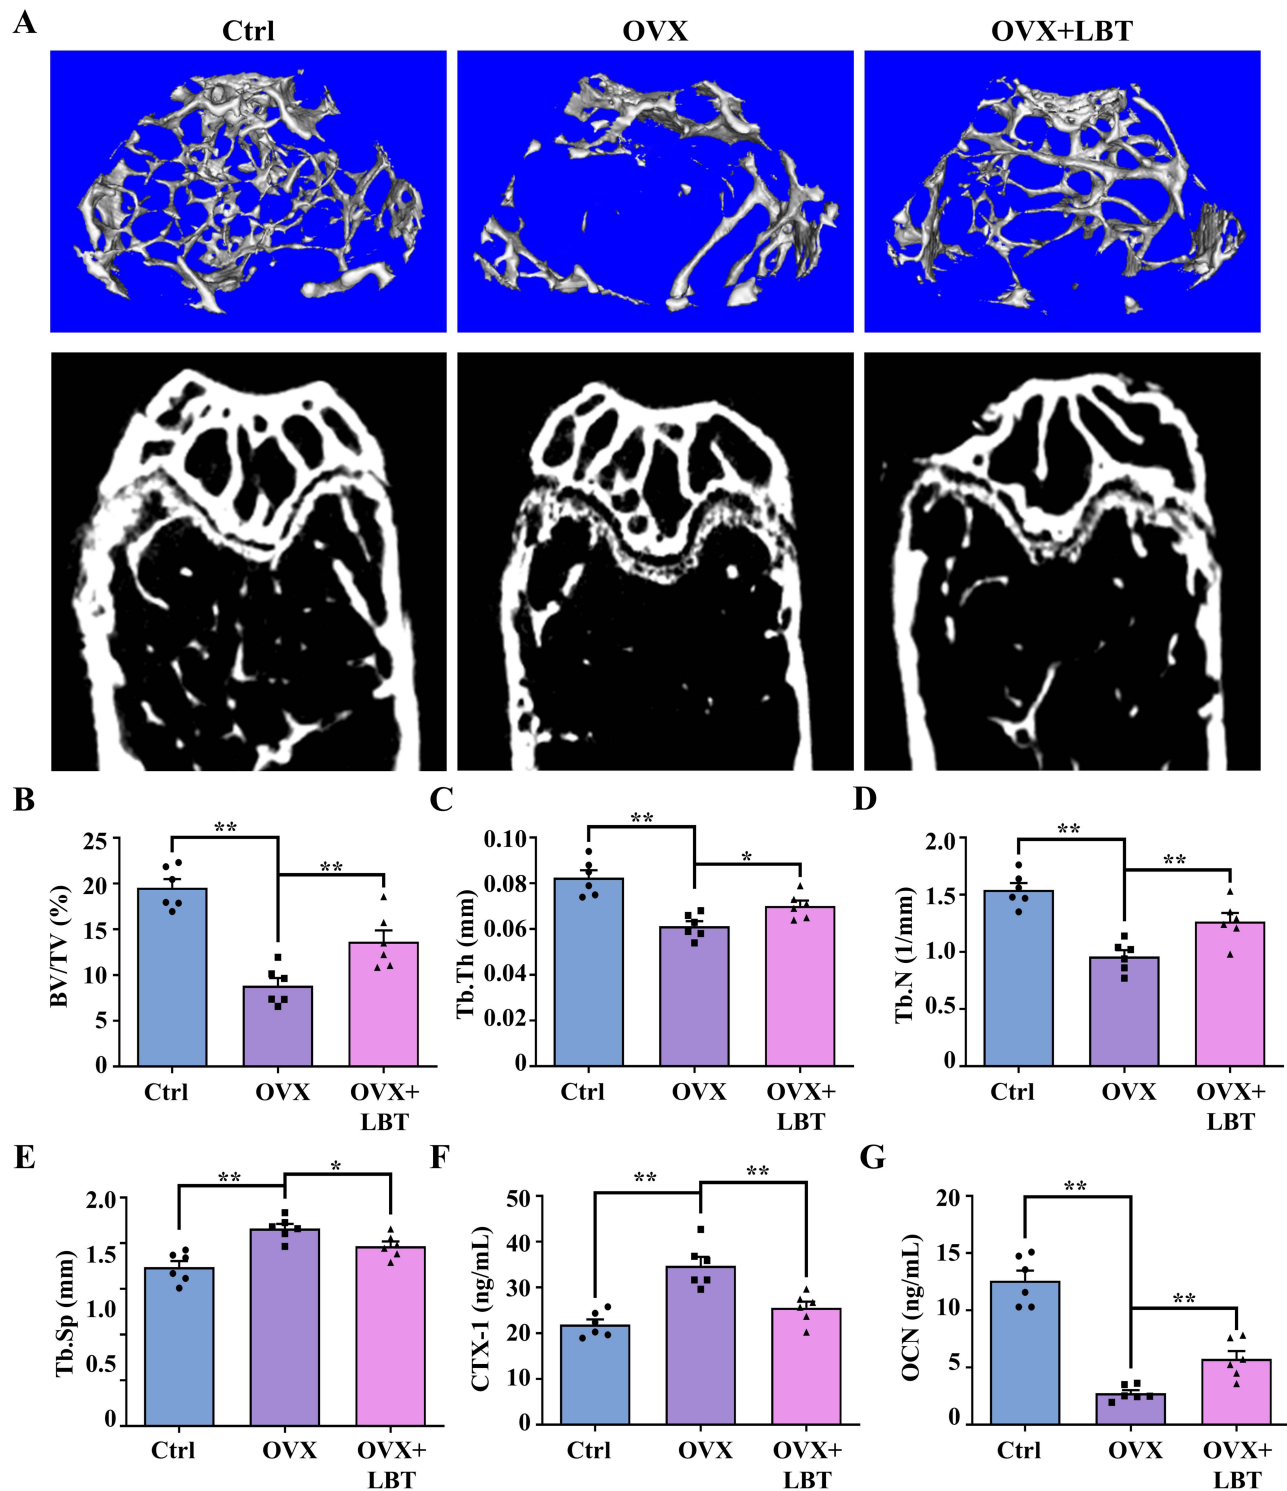 A
Ctrl
OVX
OVX+LBT
B
BV/TV (%)
25
20
15
10
5
0
**
**
Ctrl
OVX
OVX+
LBT
C
Tb.Th (mm)
0.10
0.08
0.06
0.04
0.02
0
**
*
Ctrl
OVX
OVX+
LBT
D
Tb.N (1/mm)
2.0
1.5
1.0
0.5
0
**
**
Ctrl
OVX
OVX+
LBT
E
Tb.Sp (mm)
2.0
1.5
1.0
0.5
0
**
*
Ctrl
OVX
OVX+
LBT
F
CTX-1 (ng/mL)
50
40
30
20
10
0
**
**
Ctrl
OVX
OVX+
LBT
G
OCN (ng/mL)
20
15
10
5
0
**
**
Ctrl
OVX
OVX+
LBT